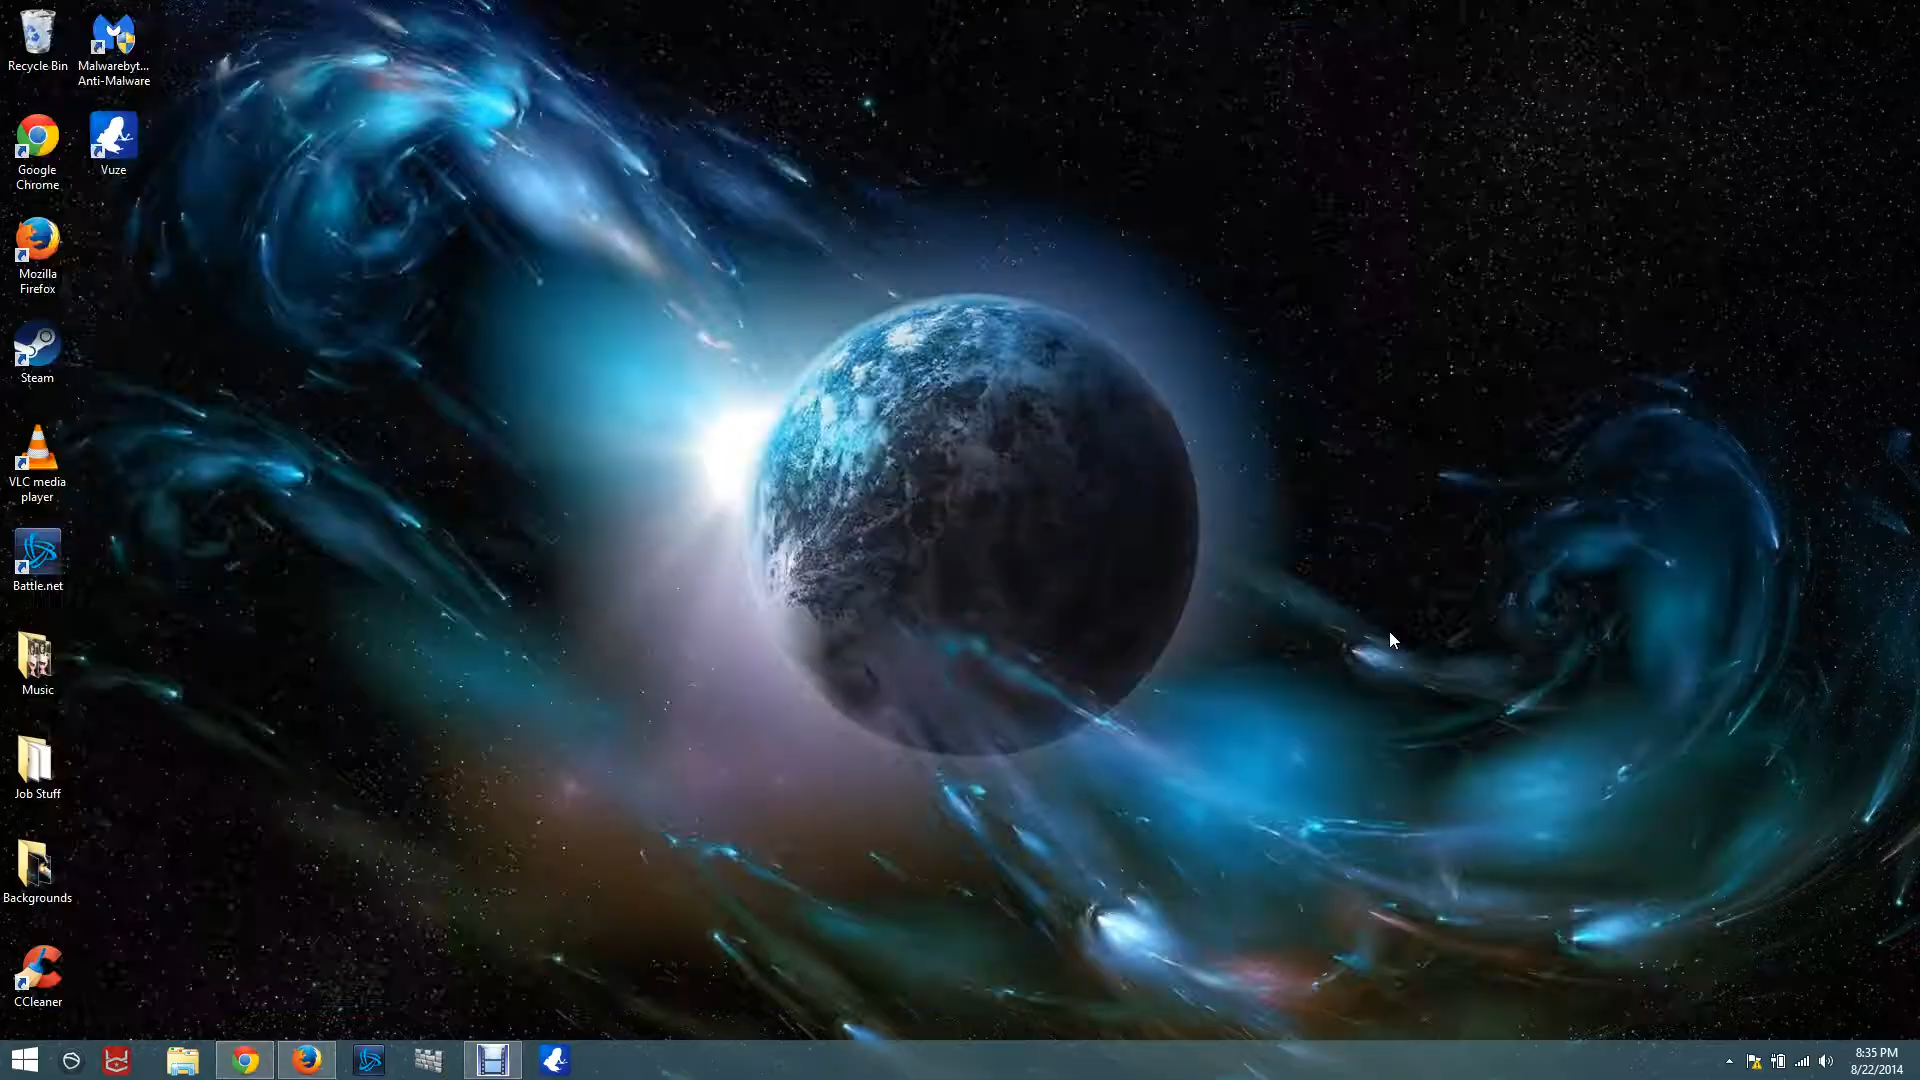 Recycle Bin
Malwarebyt...
Anti-Malware
Google
Chrome
Vuze
Mozilla
Firefox
Steam
VLC media
player
Battle.net
Music
Job Stuff
Backgrounds
CCleaner
8:35 PM
8/22/2014